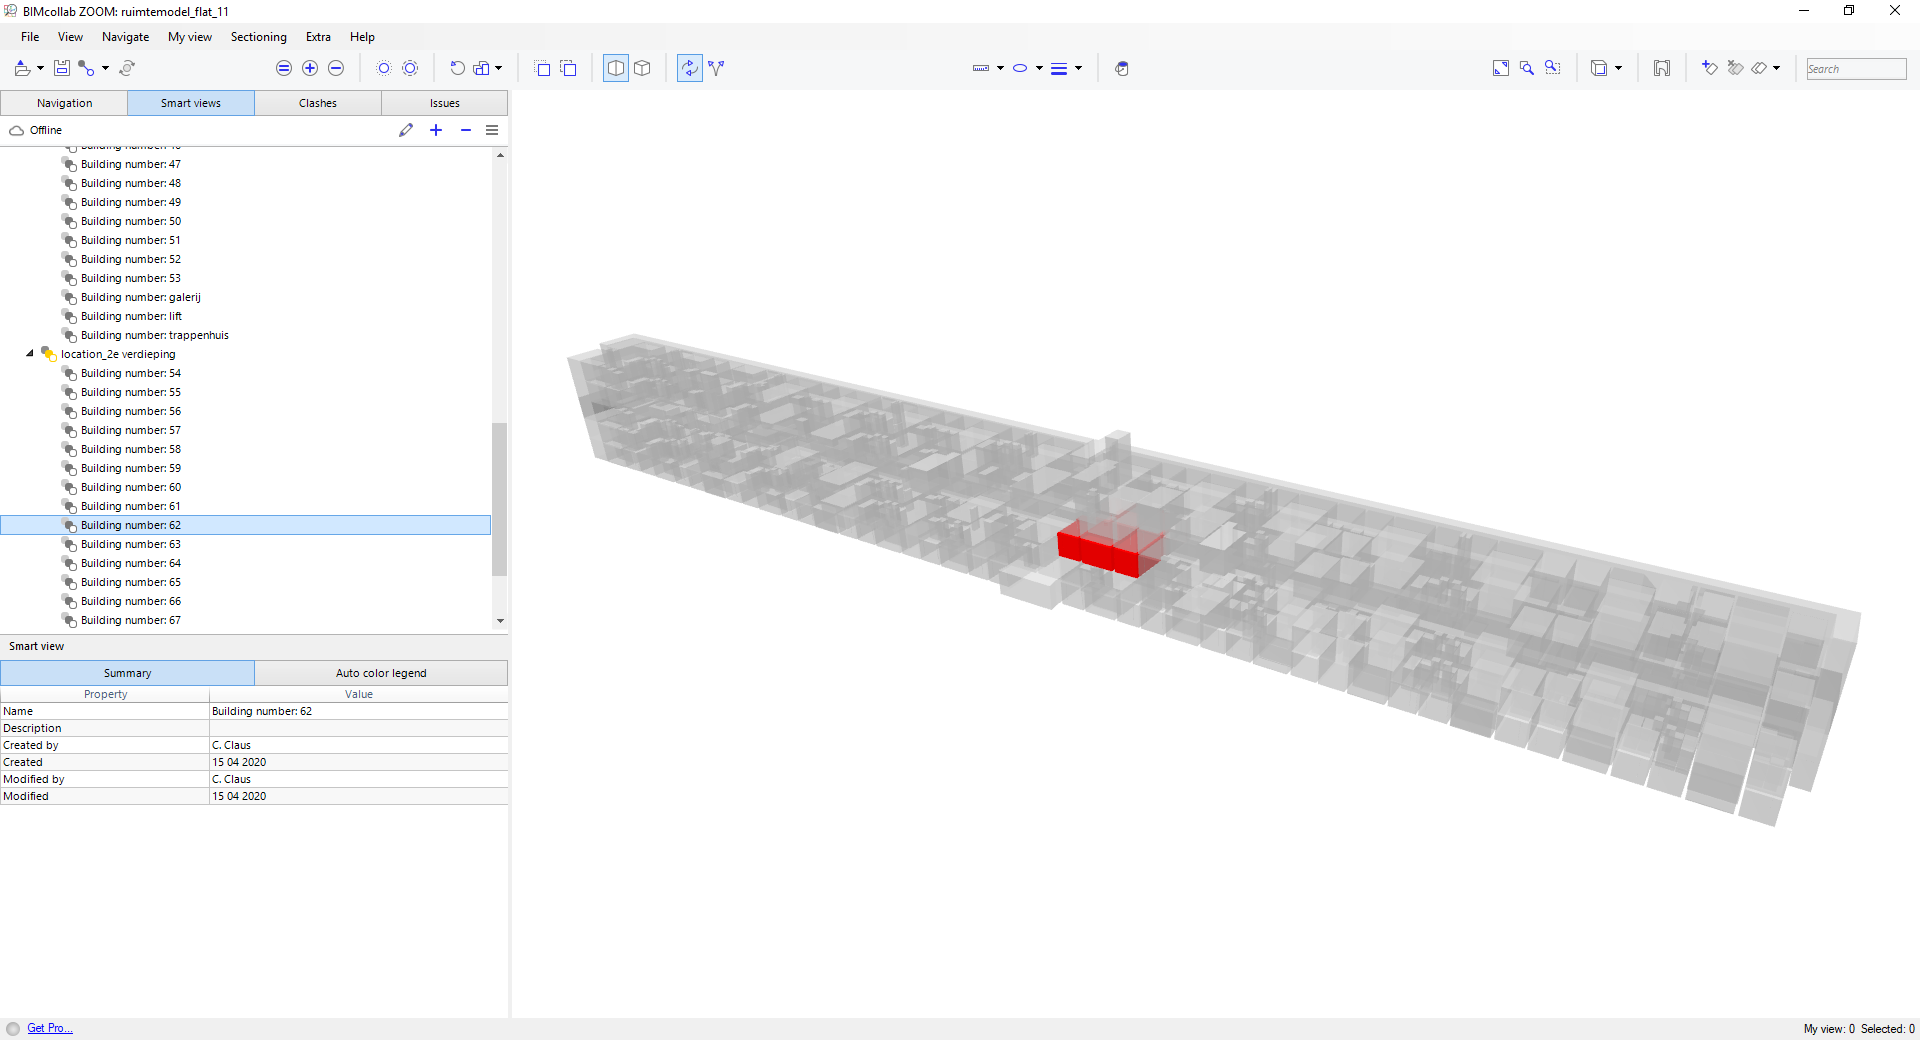 BIMcollab ZOOM: ruimtemodel_flat_11
File View Navigate My view Sectioning Extra Help
Search
Navigation Smart views Clashes Issues
Offline
Building number: 47
Building number: 48
Building number: 49
Building number: 50
Building number: 51
Building number: 52
Building number: 53
Building number: galerij
Building number: lift
Building number: trappenhuis
location_2e verdieping
Building number: 54
Building number: 55
Building number: 56
Building number: 57
Building number: 58
Building number: 59
Building number: 60
Building number: 61
Building number: 62
Building number: 63
Building number: 64
Building number: 65
Building number: 66
Building number: 67
Smart view
Summary Auto color legend
Property Value
Name Building number: 62
Description
Created by C. Claus
Created 15 04 2020
Modified by C. Claus
Modified 15 04 2020
Get Pro...
My view: 0 Selected: 0